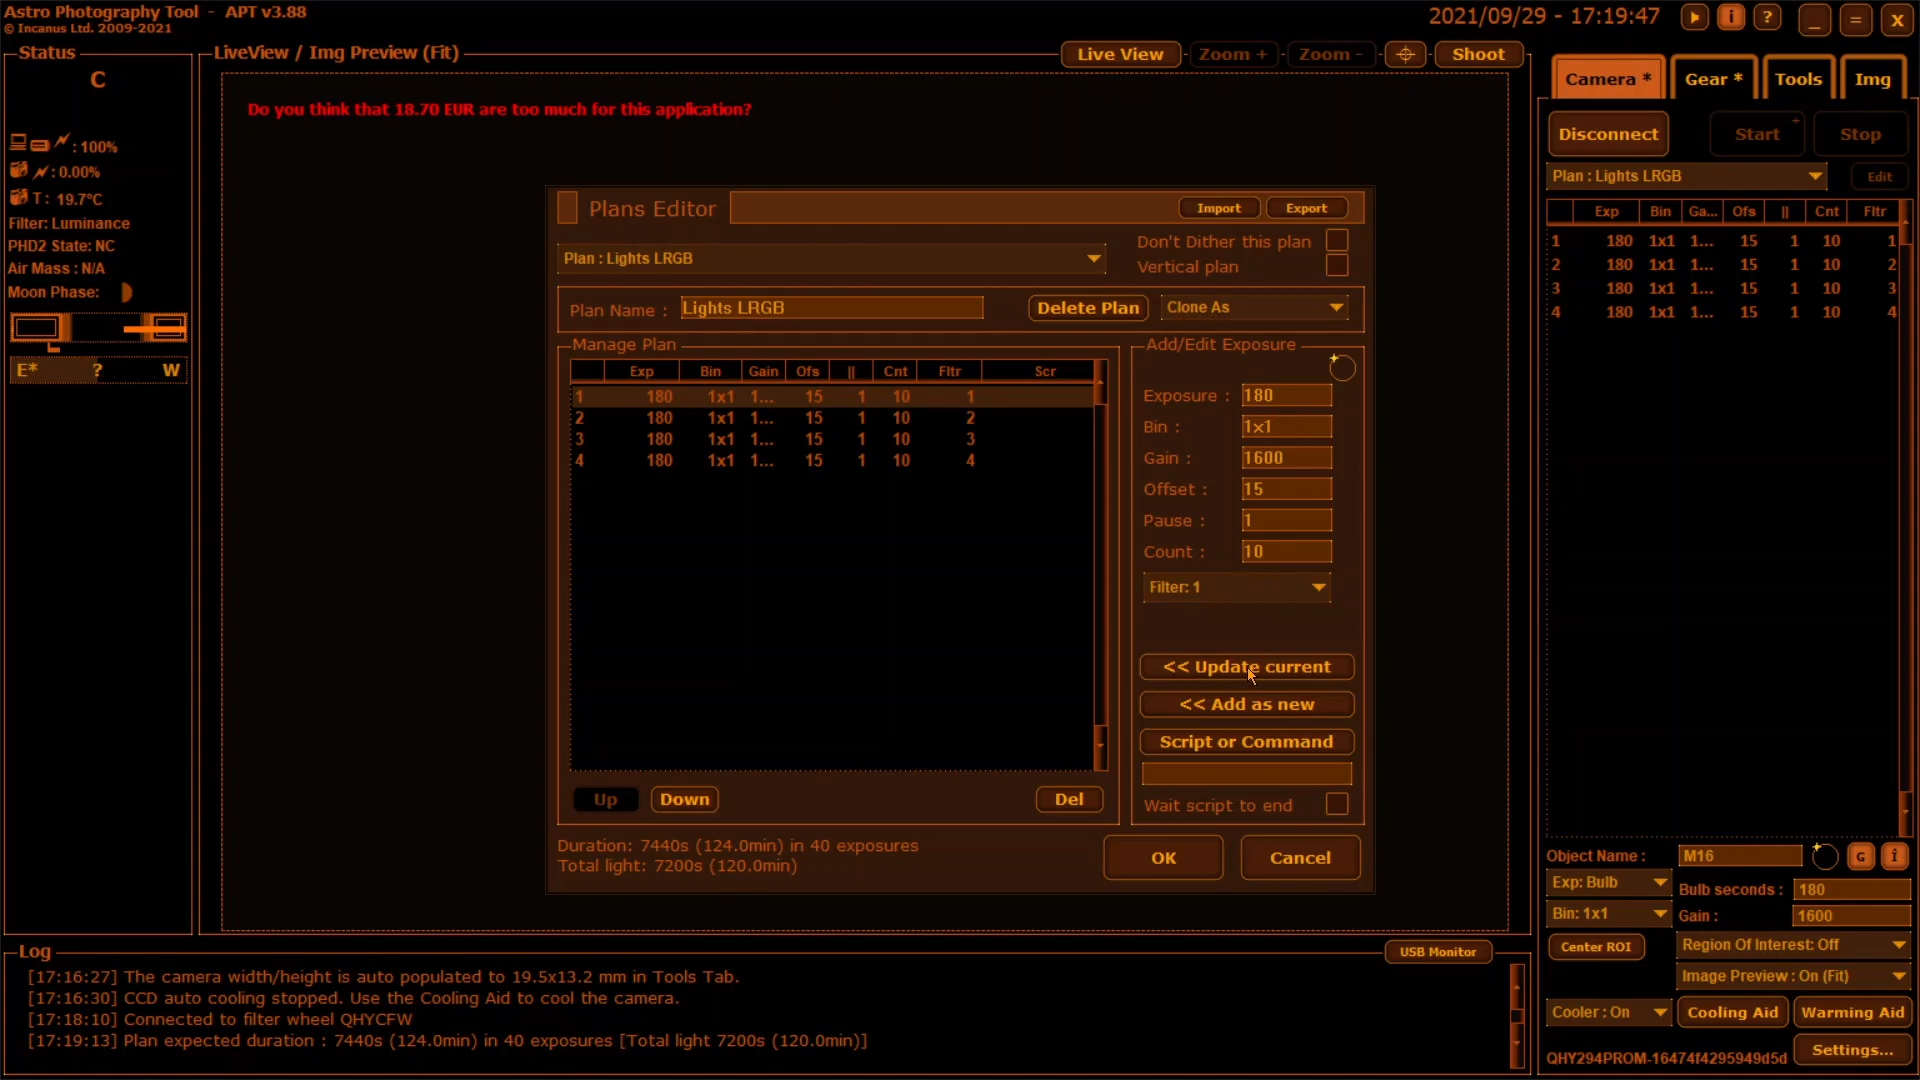 Astro Photography Tool - APT v3.88
© Incanus Ltd. 2009-2021
2021/09/29 - 17:19:47
i ? _ = X
Status
C
: 100%
: 0.00%
T : 19.7°C
Filter: Luminance
PHD2 State: NC
Air Mass : N/A
Moon Phase:
E* ? W
LiveView / Img Preview (Fit)
Live View Zoom + Zoom - Shoot
Do you think that 18.70 EUR are too much for this application?
Plans Editor Import Export
Plan : Lights LRGB
Don't Dither this plan
Vertical plan
Plan Name : Lights LRGB Delete Plan Clone As
Manage Plan
Exp Bin Gain Ofs || Cnt Fltr Scr
1 180 1x1 1... 15 1 10 1
2 180 1x1 1... 15 1 10 2
3 180 1x1 1... 15 1 10 3
4 180 1x1 1... 15 1 10 4
Up Down Del
Add/Edit Exposure
Exposure : 180
Bin : 1x1
Gain : 1600
Offset : 15
Pause : 1
Count : 10
Filter: 1
<< Update current
<< Add as new
Script or Command
Wait script to end
Duration: 7440s (124.0min) in 40 exposures
Total light: 7200s (120.0min)
OK Cancel
Camera * Gear * Tools Img
Disconnect Start + Stop
Plan : Lights LRGB Edit
Exp Bin Ga... Ofs || Cnt Fltr
1 180 1x1 1... 15 1 10 1
2 180 1x1 1... 15 1 10 2
3 180 1x1 1... 15 1 10 3
4 180 1x1 1... 15 1 10 4
Object Name : M16 G Î
Exp: Bulb Bulb seconds : 180
Bin: 1x1 Gain : 1600
Center ROI Region Of Interest: Off
Image Preview : On (Fit)
Cooler : On Cooling Aid Warming Aid
QHY294PROM-16474f4295949d5d Settings...
Log USB Monitor
[17:16:27] The camera width/height is auto populated to 19.5x13.2 mm in Tools Tab.
[17:16:30] CCD auto cooling stopped. Use the Cooling Aid to cool the camera.
[17:18:10] Connected to filter wheel QHYCFW
[17:19:13] Plan expected duration : 7440s (124.0min) in 40 exposures [Total light 7200s (120.0min)]